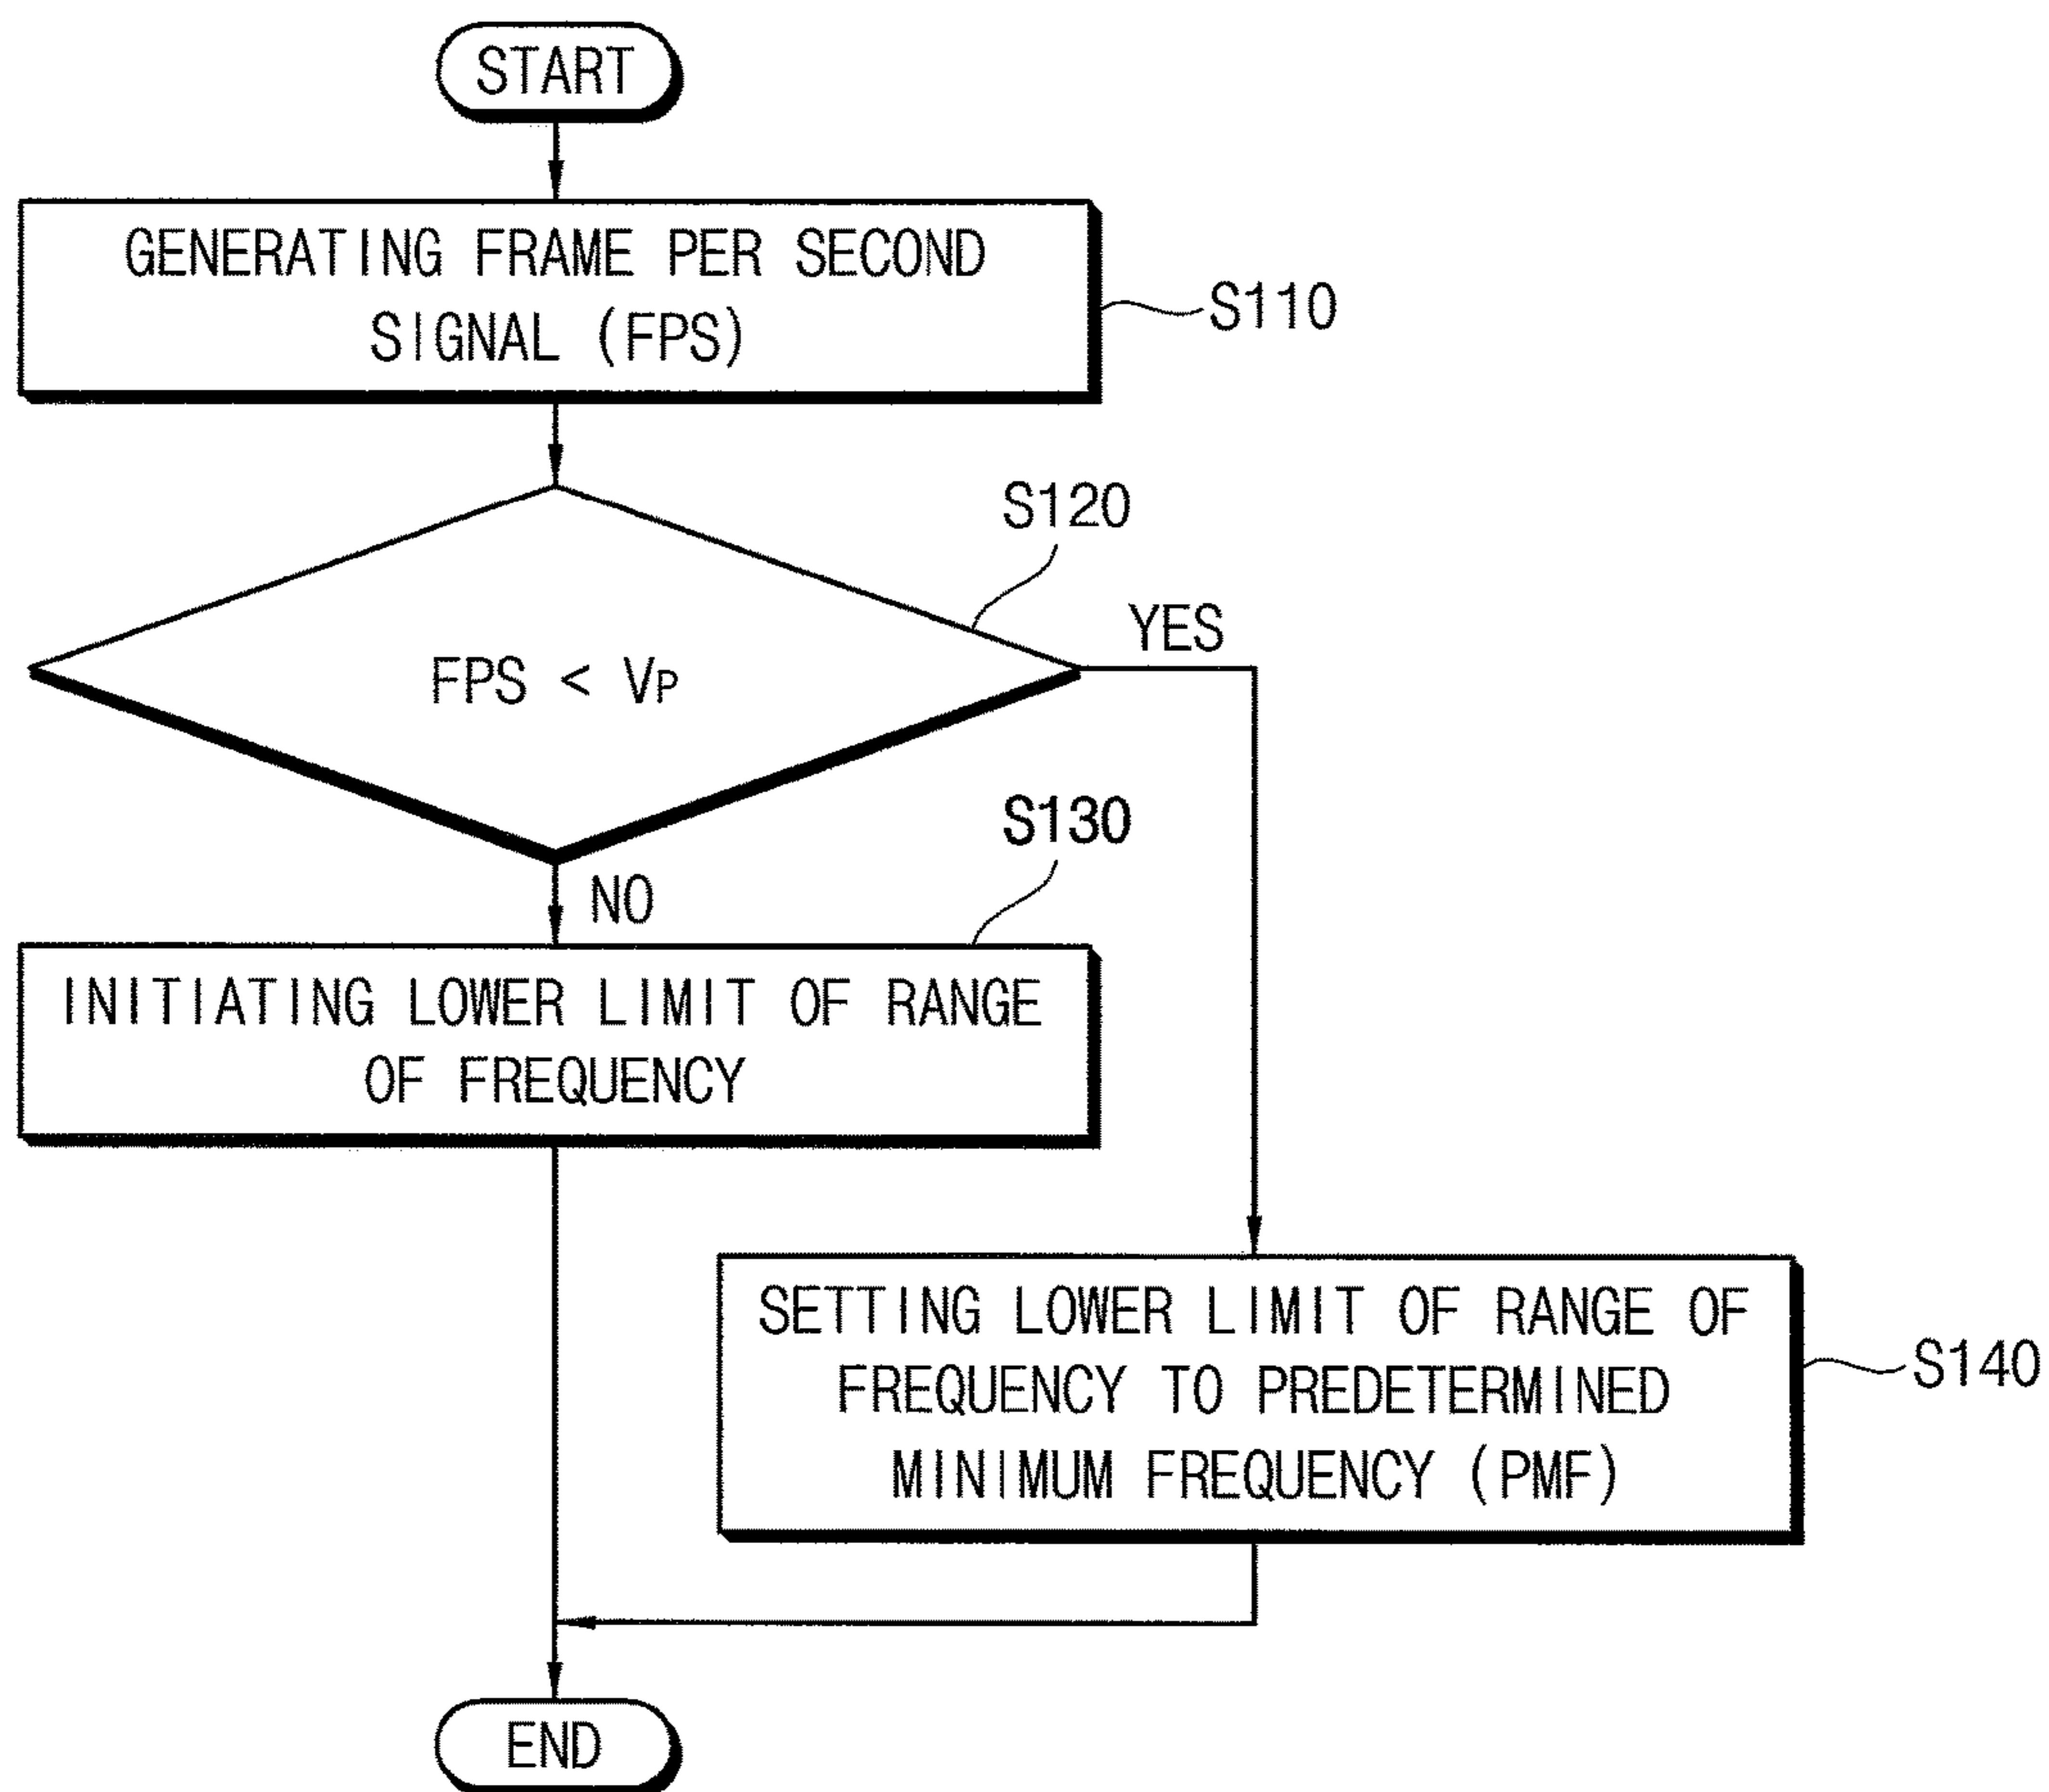 START
GENERATING FRAME PER SECOND
SIGNAL (FPS)
S110
S120
FPS < VP
YES
NO
S130
INITIATING LOWER LIMIT OF RANGE
OF FREQUENCY
SETTING LOWER LIMIT OF RANGE OF
FREQUENCY TO PREDETERMINED
MINIMUM FREQUENCY (PMF)
S140
END